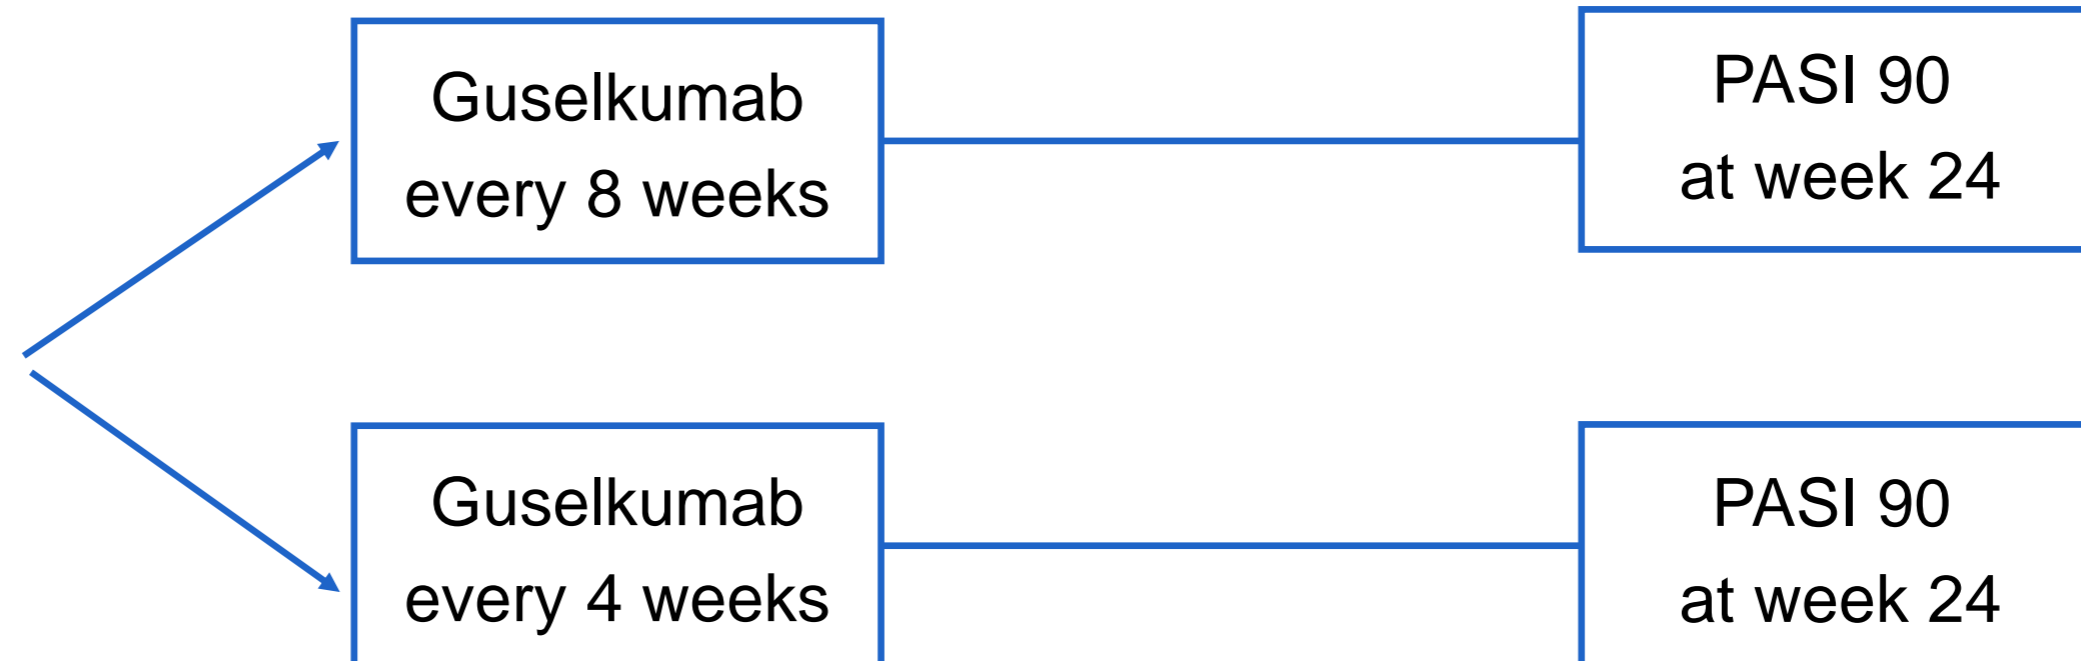 Guselkumab
every 8 weeks
PASI 90
at week 24
Guselkumab
every 4 weeks
PASI 90
at week 24